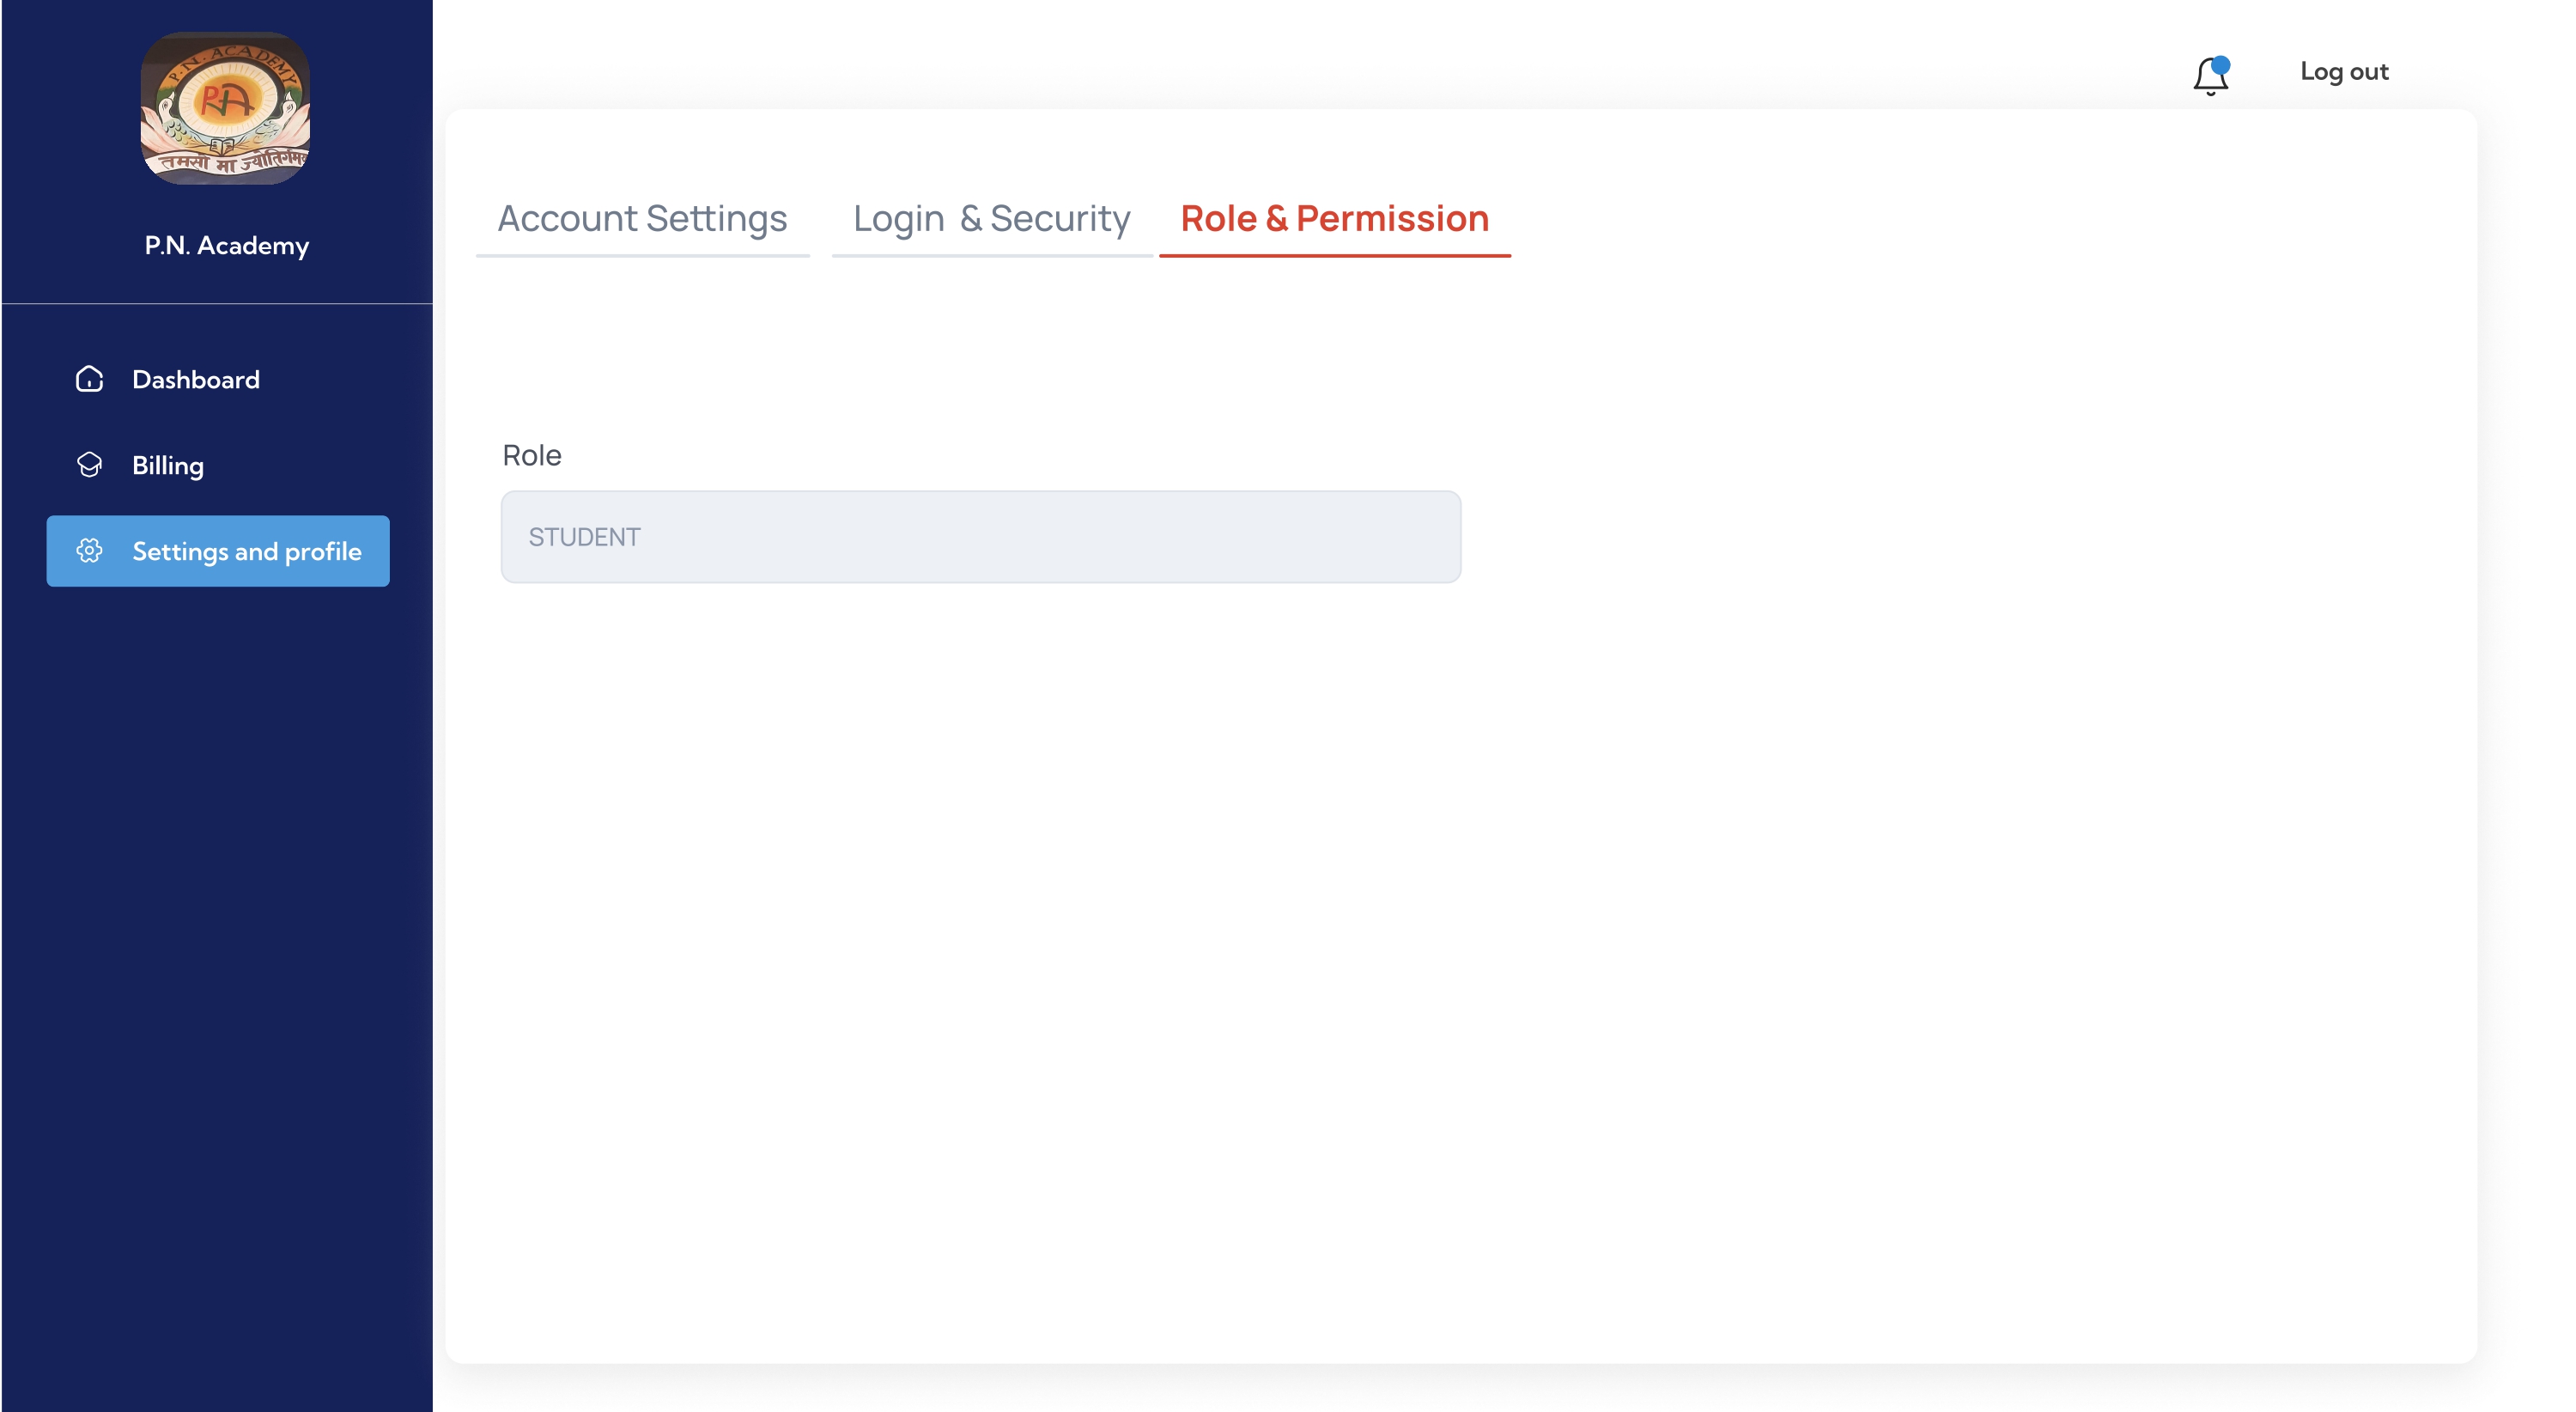 P.N. ACADEMY
PNA
तमसो मा ज्योतिर्गमय
P.N. Academy
Dashboard
Billing
Settings and profile
Log out
Account Settings
Login & Security
Role & Permission
Role
STUDENT